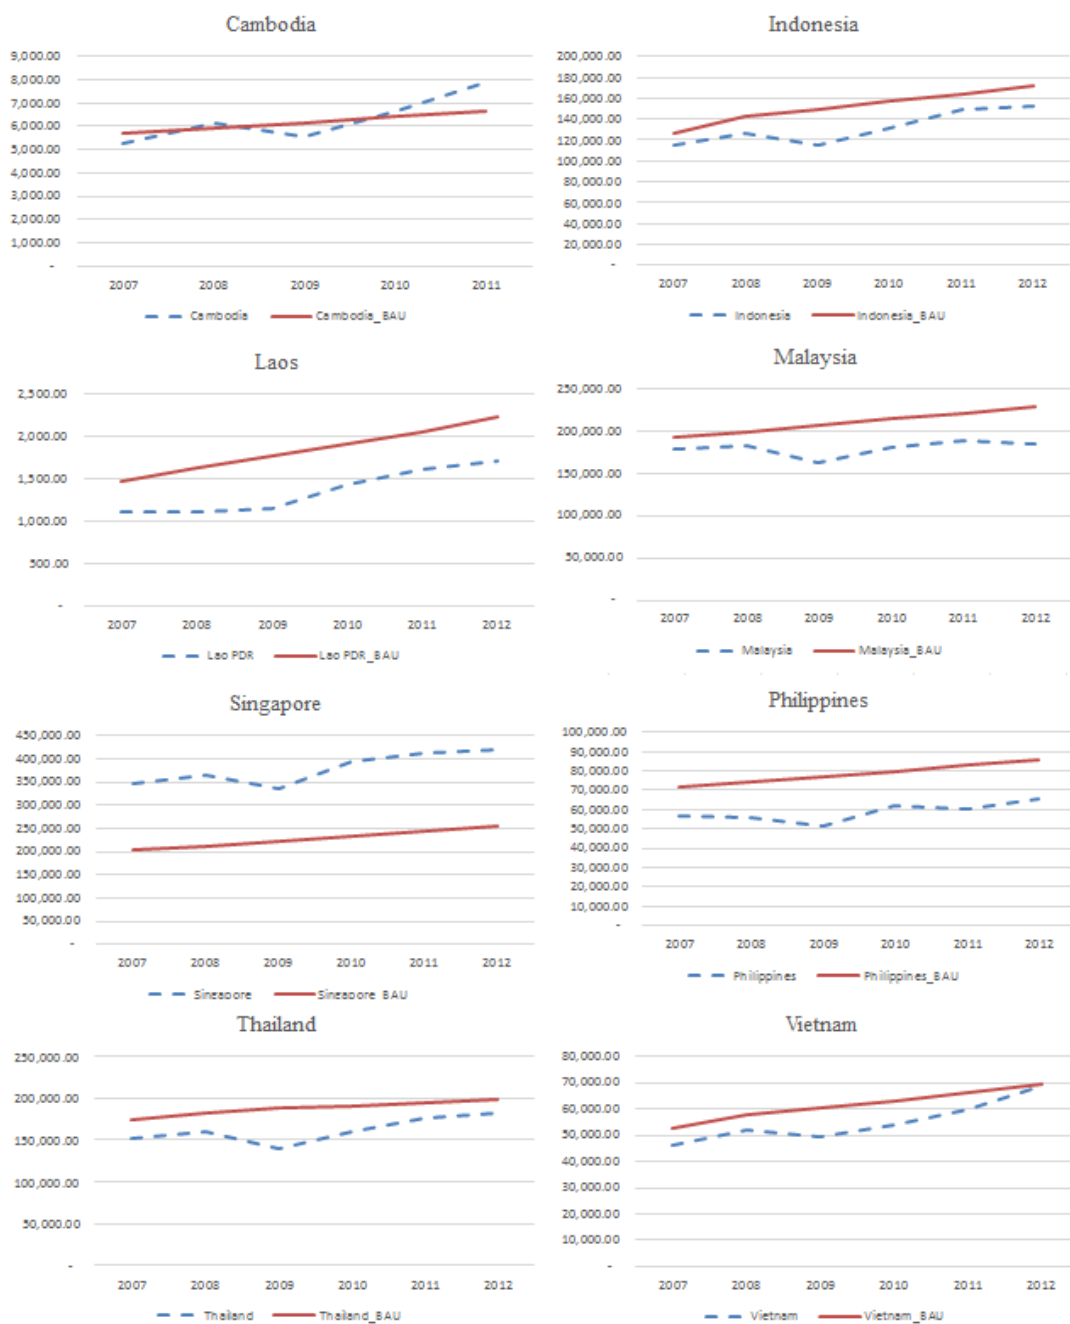 Cambodia
9,000.00
8,000.00
7,000.00
6,000.00
5,000.00
4,000.00
3,000.00
2,000.00
1,000.00
-
2007 2008 2009 2010 2011
Cambodia Cambodia_BAU
Indonesia
200,000.00
180,000.00
160,000.00
140,000.00
120,000.00
100,000.00
80,000.00
60,000.00
40,000.00
20,000.00
-
2007 2008 2009 2010 2011 2012
Indonesia Indonesia_BAU
Laos
2,500.00
2,000.00
1,500.00
1,000.00
500.00
-
2007 2008 2009 2010 2011 2012
Lao PDR Lao PDR_BAU
Malaysia
250,000.00
200,000.00
150,000.00
100,000.00
50,000.00
-
2007 2008 2009 2010 2011 2012
Malaysia Malaysia_BAU
Singapore
450,000.00
400,000.00
350,000.00
300,000.00
250,000.00
200,000.00
150,000.00
100,000.00
50,000.00
-
2007 2008 2009 2010 2011 2012
Singapore Singapore_BAU
Philippines
100,000.00
90,000.00
80,000.00
70,000.00
60,000.00
50,000.00
40,000.00
30,000.00
20,000.00
10,000.00
-
2007 2008 2009 2010 2011 2012
Philippines Philippines_BAU
Thailand
250,000.00
200,000.00
150,000.00
100,000.00
50,000.00
-
2007 2008 2009 2010 2011 2012
Thailand Thailand_BAU
Vietnam
80,000.00
70,000.00
60,000.00
50,000.00
40,000.00
30,000.00
20,000.00
10,000.00
-
2007 2008 2009 2010 2011 2012
Vietnam Vietnam_BAU